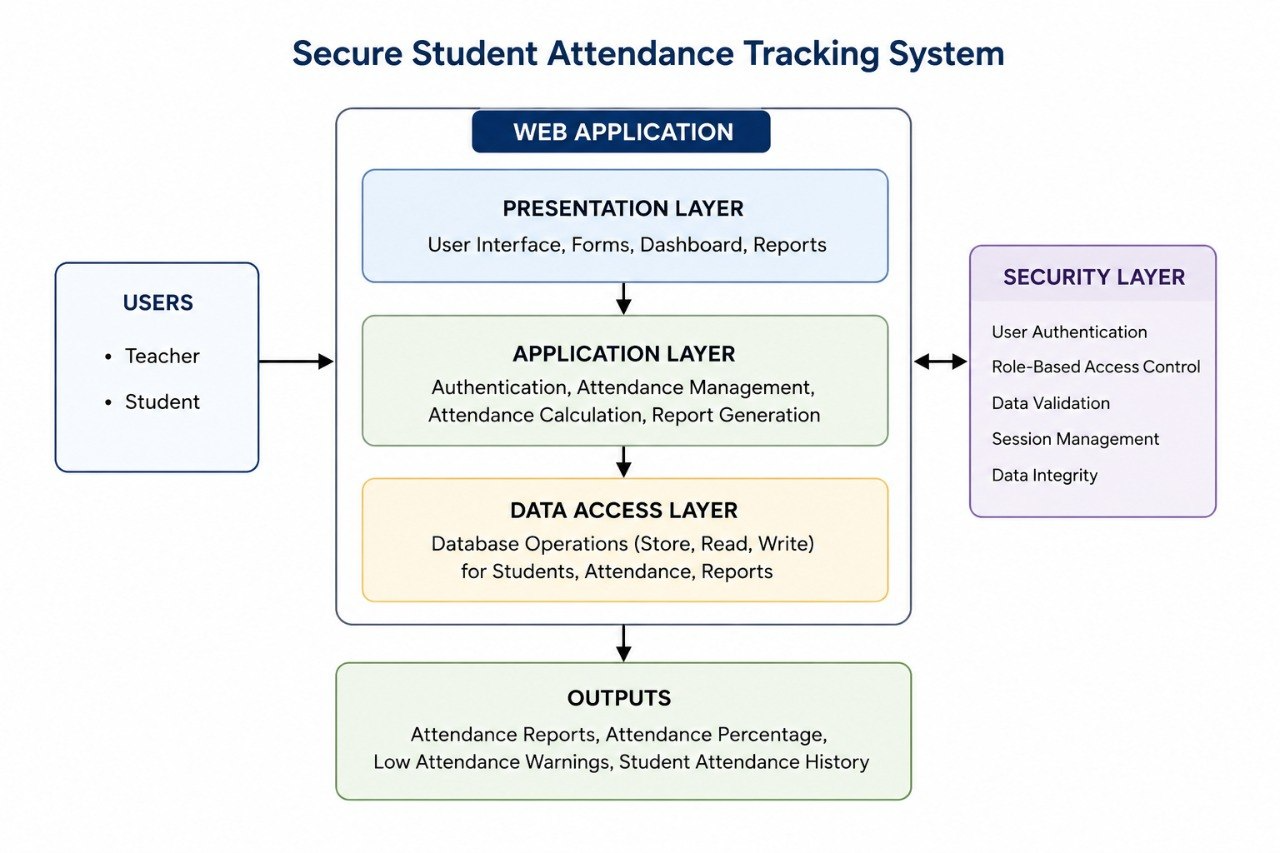 Secure Student Attendance Tracking System
WEB APPLICATION
PRESENTATION LAYER
User Interface, Forms, Dashboard, Reports
USERS
• Teacher
• Student
APPLICATION LAYER
Authentication, Attendance Management,
Attendance Calculation, Report Generation
DATA ACCESS LAYER
Database Operations (Store, Read, Write)
for Students, Attendance, Reports
SECURITY LAYER
User Authentication
Role-Based Access Control
Data Validation
Session Management
Data Integrity
OUTPUTS
Attendance Reports, Attendance Percentage,
Low Attendance Warnings, Student Attendance History